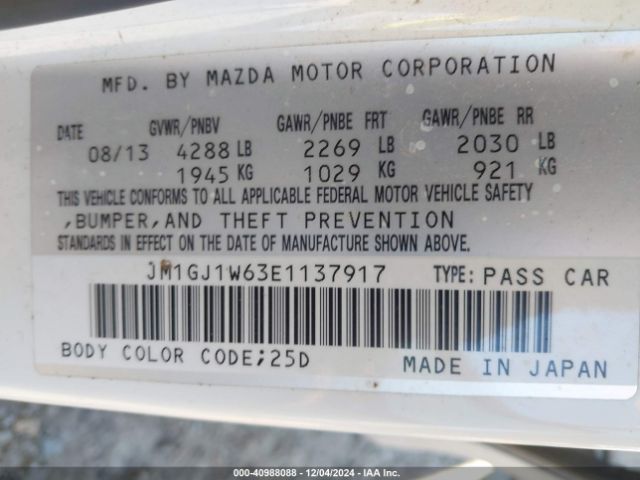 MFD. BY MAZDA MOTOR CORPORATION
DATE GVWR/PNBV GAWR/PNBE FRT GAWR/PNBE RR
08/13 4288 LB 2269 LB 2030 LB
1945 KG 1029 KG 921 KG
THIS VEHICLE CONFORMS TO ALL APPLICABLE FEDERAL MOTOR VEHICLE SAFETY
,BUMPER,AND THEFT PREVENTION
STANDARDS IN EFFECT ON THE DATE OF MANUFACTURE SHOWN ABOVE.
JM1GJ1W63E1137917 TYPE: PASS CAR
BODY COLOR CODE;25D MADE IN JAPAN
000-40988088 - 12/04/2024 - IAA Inc.